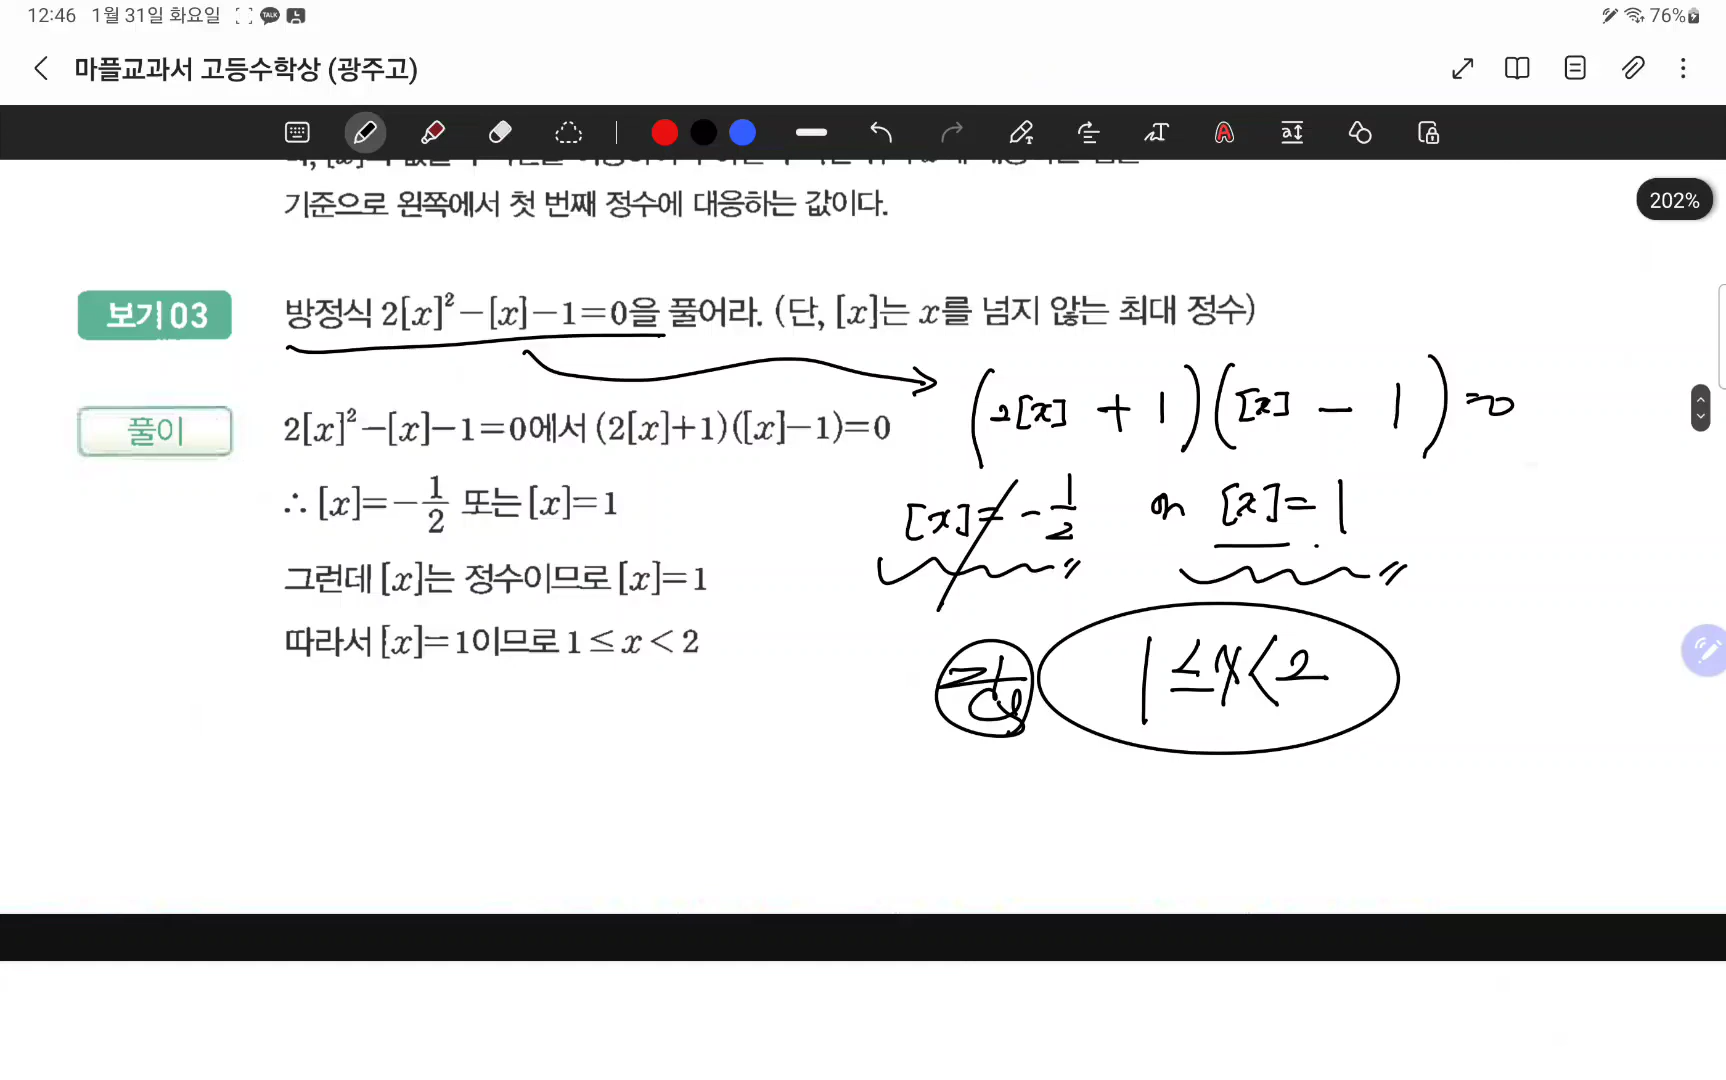 12:46 1월 31일 화요일 TALK 76%
마플교과서 고등수학상 (광주고)
기준으로 왼쪽에서 첫 번째 정수에 대응하는 값이다.
202%
보기 03 방정식 2[x]²−[x]−1=0을 풀어라. (단, [x]는 x를 넘지 않는 최대 정수)
(2[x] + 1)([x] − 1)=0
풀이 2[x]²−[x]−1=0에서 (2[x]+1)([x]−1)=0
∴ [x]=−1/2 또는 [x]=1
[x]=−1/2 or [x]=1
그런데 [x]는 정수이므로 [x]=1
따라서 [x]=1이므로 1≤x<2
정 1≤x<2